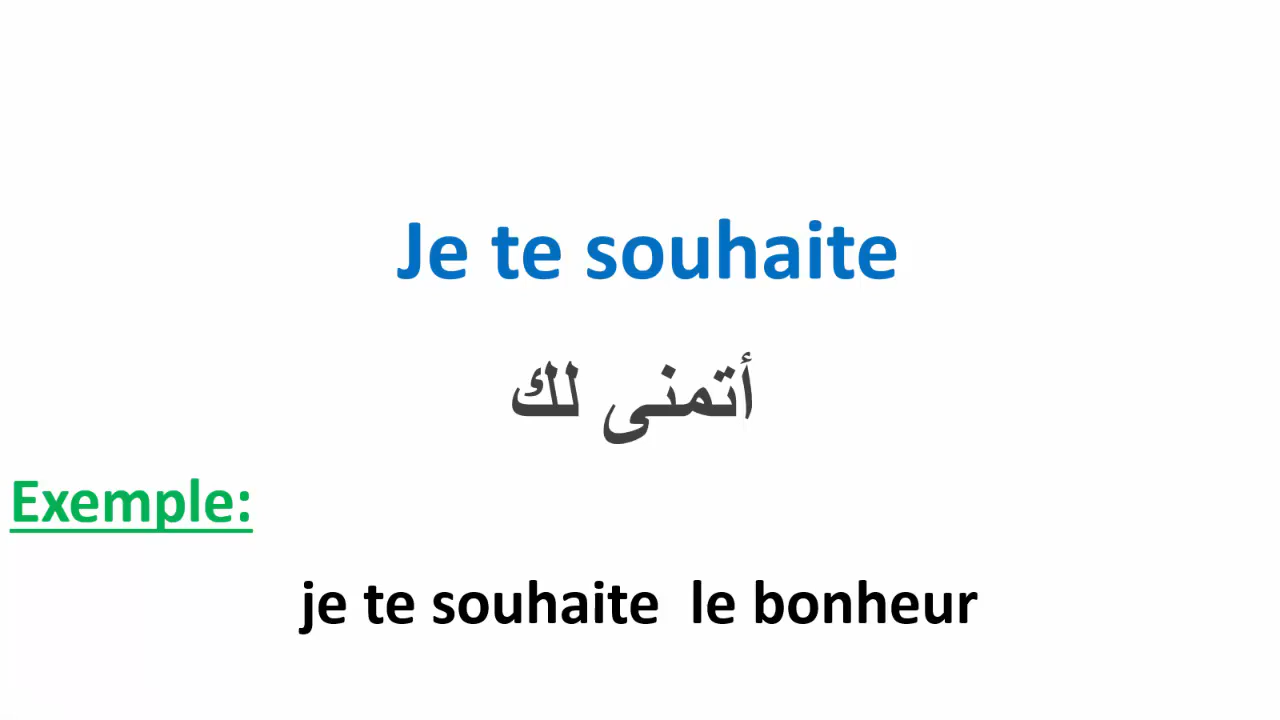 Je te souhaite
أتمنى لك
Exemple:
je te souhaite le bonheur